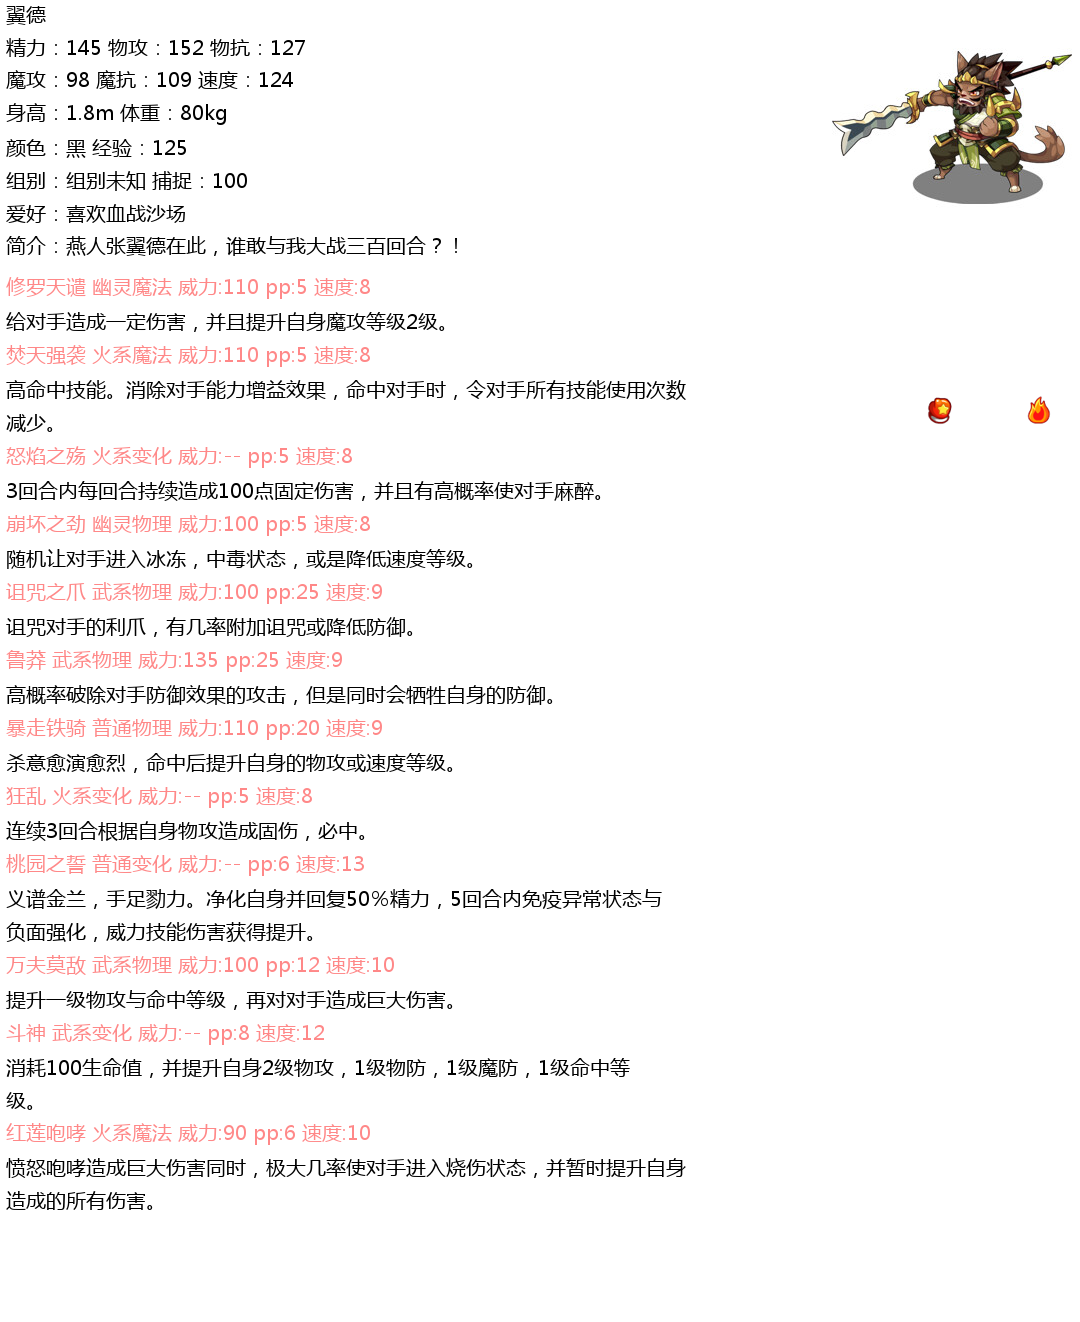 翼德
精力：145 物攻：152 物抗：127
魔攻：98 魔抗：109 速度：124
身高：1.8m 体重：80kg
颜色：黑 经验：125
组别：组别未知 捕捉：100
爱好：喜欢血战沙场
简介：燕人张翼德在此，谁敢与我大战三百回合？！
修罗天谴 幽灵魔法 威力:110 pp:5 速度:8
给对手造成一定伤害，并且提升自身魔攻等级2级。
焚天强袭 火系魔法 威力:110 pp:5 速度:8
高命中技能。消除对手能力增益效果，命中对手时，令对手所有技能使用次数
减少。
怒焰之殇 火系变化 威力:-- pp:5 速度:8
3回合内每回合持续造成100点固定伤害，并且有高概率使对手麻醉。
崩坏之劲 幽灵物理 威力:100 pp:5 速度:8
随机让对手进入冰冻，中毒状态，或是降低速度等级。
诅咒之爪 武系物理 威力:100 pp:25 速度:9
诅咒对手的利爪，有几率附加诅咒或降低防御。
鲁莽 武系物理 威力:135 pp:25 速度:9
高概率破除对手防御效果的攻击，但是同时会牺牲自身的防御。
暴走铁骑 普通物理 威力:110 pp:20 速度:9
杀意愈演愈烈，命中后提升自身的物攻或速度等级。
狂乱 火系变化 威力:-- pp:5 速度:8
连续3回合根据自身物攻造成固伤，必中。
桃园之誓 普通变化 威力:-- pp:6 速度:13
义谱金兰，手足勠力。净化自身并回复50%精力，5回合内免疫异常状态与
负面强化，威力技能伤害获得提升。
万夫莫敌 武系物理 威力:100 pp:12 速度:10
提升一级物攻与命中等级，再对对手造成巨大伤害。
斗神 武系变化 威力:-- pp:8 速度:12
消耗100生命值，并提升自身2级物攻，1级物防，1级魔防，1级命中等
级。
红莲咆哮 火系魔法 威力:90 pp:6 速度:10
愤怒咆哮造成巨大伤害同时，极大几率使对手进入烧伤状态，并暂时提升自身
造成的所有伤害。